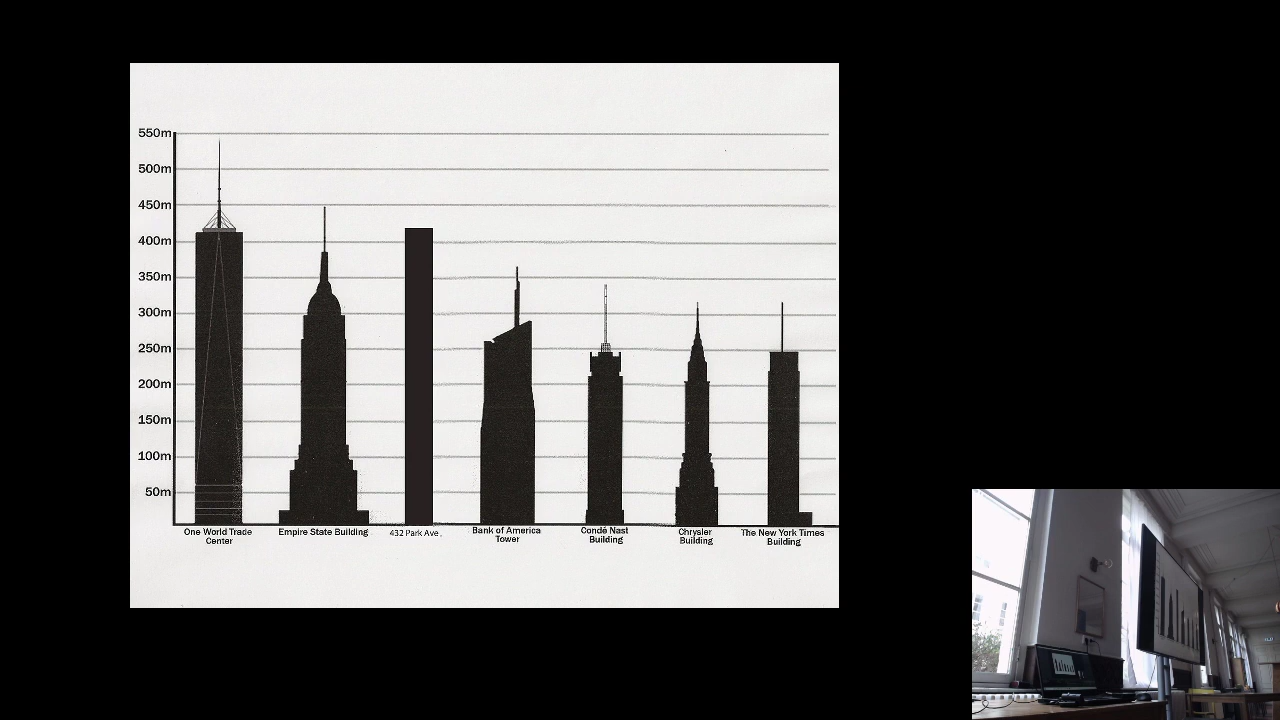 550m
500m
450m
400m
350m
300m
250m
200m
150m
100m
50m
One World Trade
Center
Empire State Building
432 Park Ave.
Bank of America
Tower
Condé Nast
Building
Chrysler
Building
The New York Times
Building